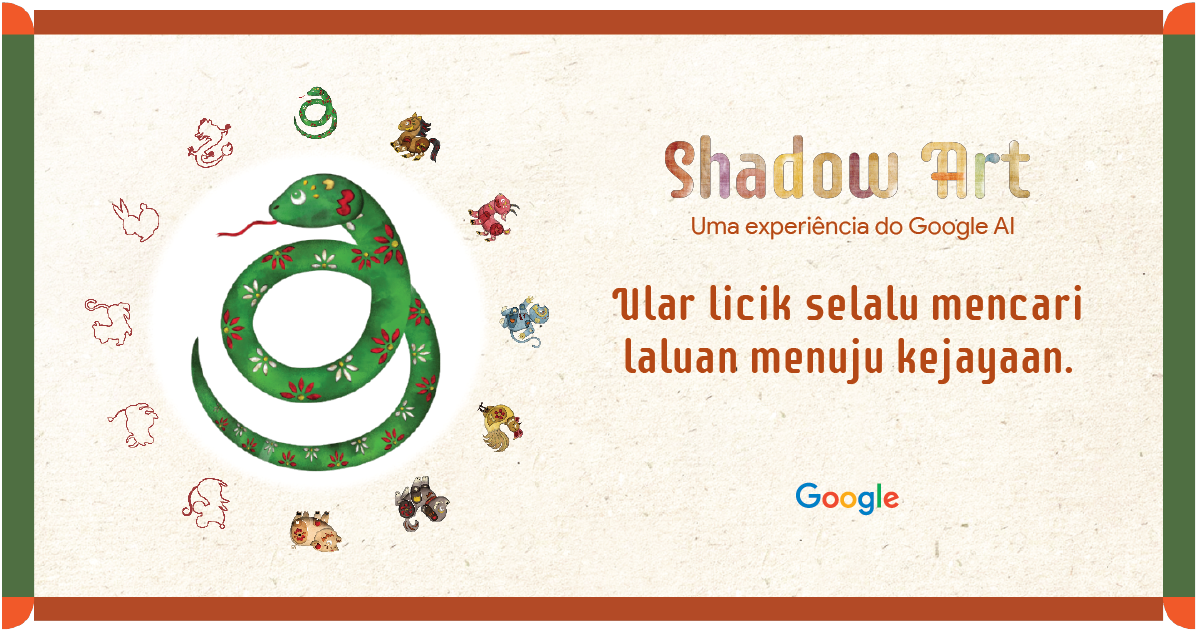 Shadow Art
Uma experiência do Google AI
Ular licik selalu mencari
laluan menuju kejayaan.
Google